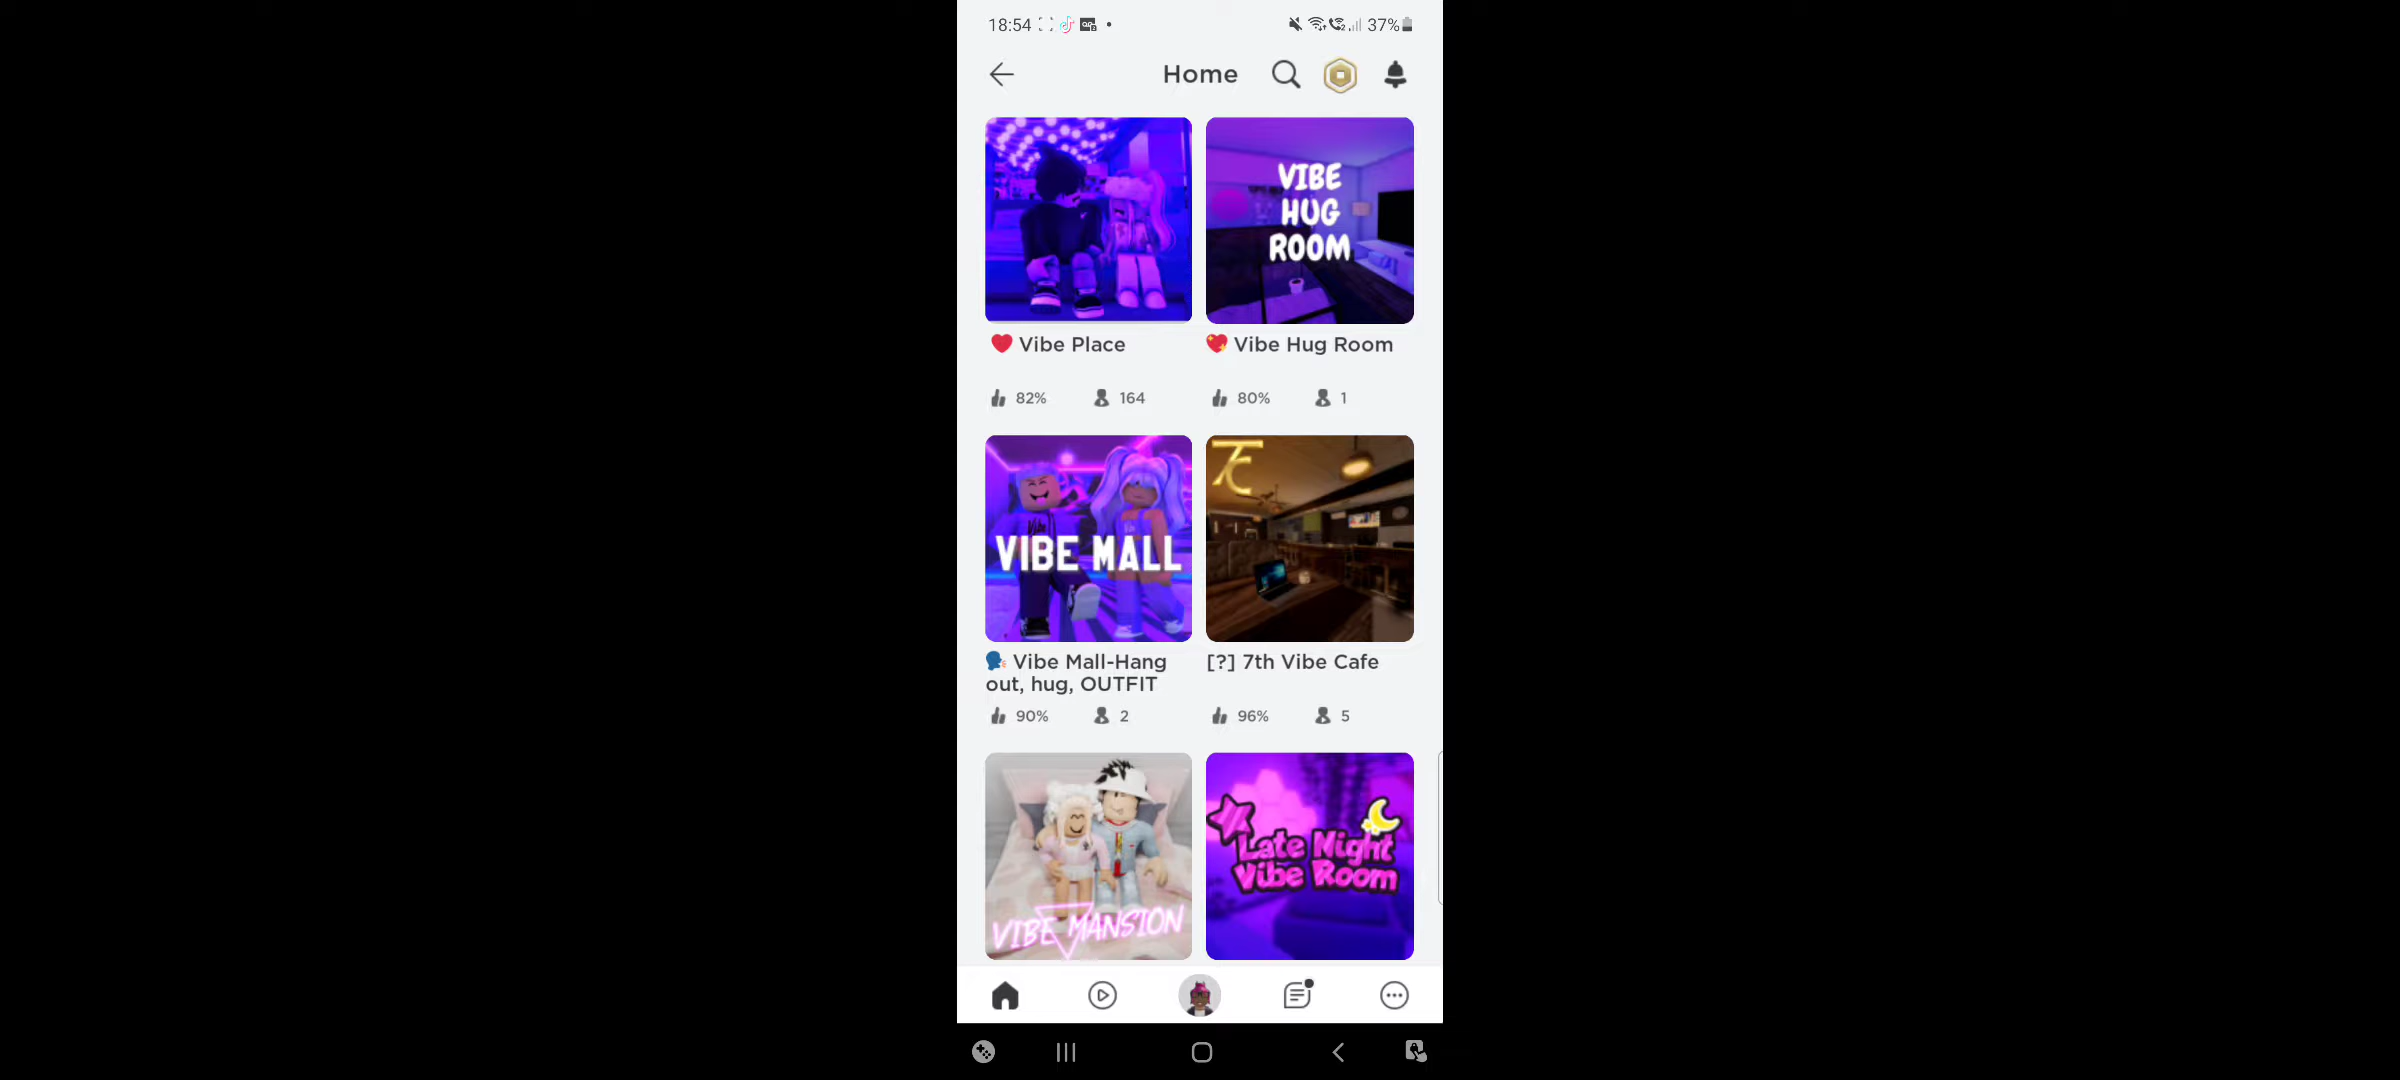 18:54
37%
Home
VIBE
HUG
ROOM
❤️ Vibe Place
💖 Vibe Hug Room
82%
164
80%
1
VIBE MALL
7C
🗣️ Vibe Mall-Hang
out, hug, OUTFIT
[?] 7th Vibe Cafe
90%
2
96%
5
VIBE MANSION
Late Night
Vibe Room